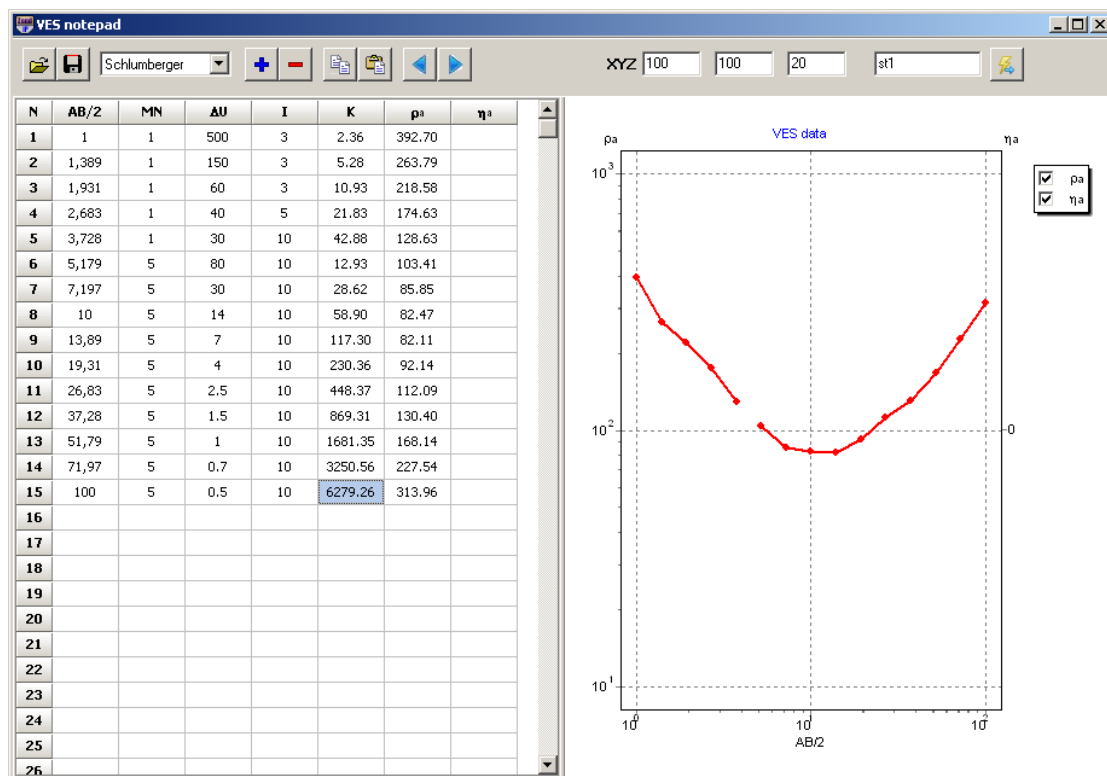 VES notepad
Schlumberger
XYZ 100 100 20 st1
N AB/2 MN ΔU I K ρa ηa
1 1 1 500 3 2.36 392.70
2 1,389 1 150 3 5.28 263.79
3 1,931 1 60 3 10.93 218.58
4 2,683 1 40 5 21.83 174.63
5 3,728 1 30 10 42.88 128.63
6 5,179 5 80 10 12.93 103.41
7 7,197 5 30 10 28.62 85.85
8 10 5 14 10 58.90 82.47
9 13,89 5 7 10 117.30 82.11
10 19,31 5 4 10 230.36 92.14
11 26,83 5 2.5 10 448.37 112.09
12 37,28 5 1.5 10 869.31 130.40
13 51,79 5 1 10 1681.35 168.14
14 71,97 5 0.7 10 3250.56 227.54
15 100 5 0.5 10 6279.26 313.96
16
17
18
19
20
21
22
23
24
25
26
VES data
ρa
ηa
10³
10²
10¹
0
10⁰ 10¹ 10²
AB/2
ρa
ηa